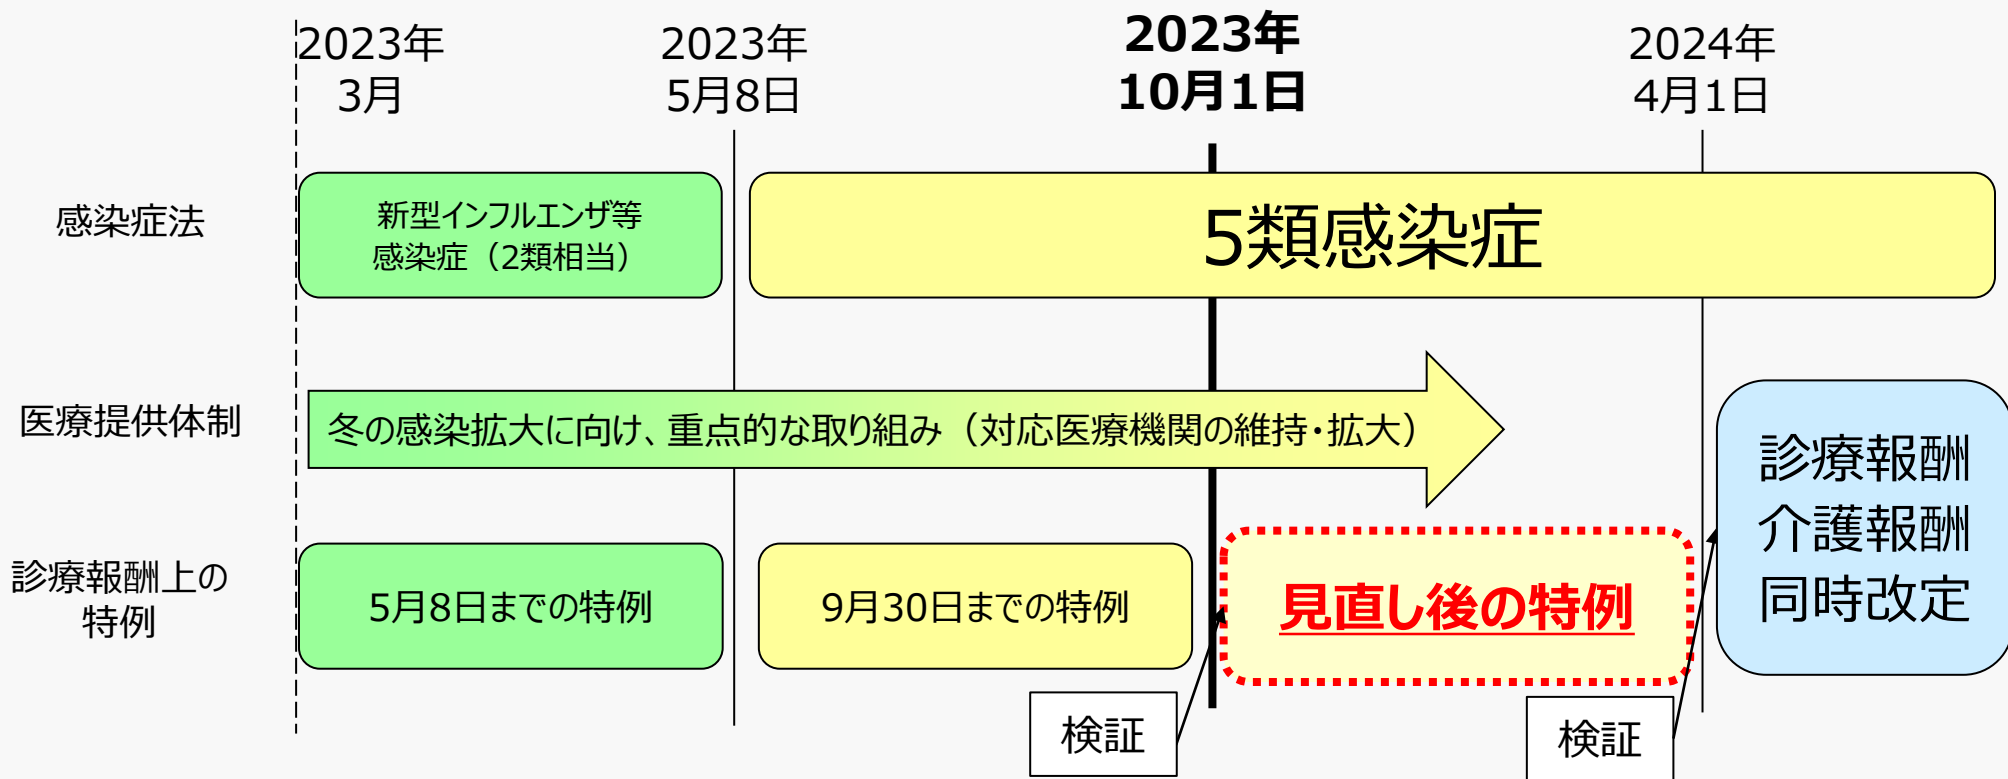 2023年
3月
2023年
5月8日
2023年
10月1日
2024年
4月1日
感染症法
新型インフルエンザ等
感染症（2類相当）
5類感染症
医療提供体制
冬の感染拡大に向け、重点的な取り組み（対応医療機関の維持・拡大）
診療報酬
介護報酬
同時改定
診療報酬上の
特例
5月8日までの特例
9月30日までの特例
見直し後の特例
検証
検証